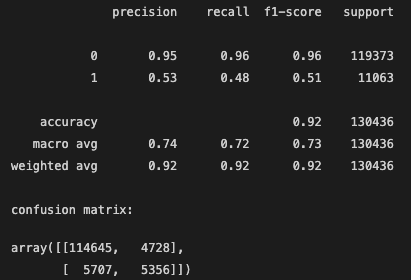 precision recall f1-score support
0 0.95 0.96 0.96 119373
1 0.53 0.48 0.51 11063
accuracy 0.92 130436
macro avg 0.74 0.72 0.73 130436
weighted avg 0.92 0.92 0.92 130436
confusion matrix:
array([[114645, 4728],
[ 5707, 5356]])